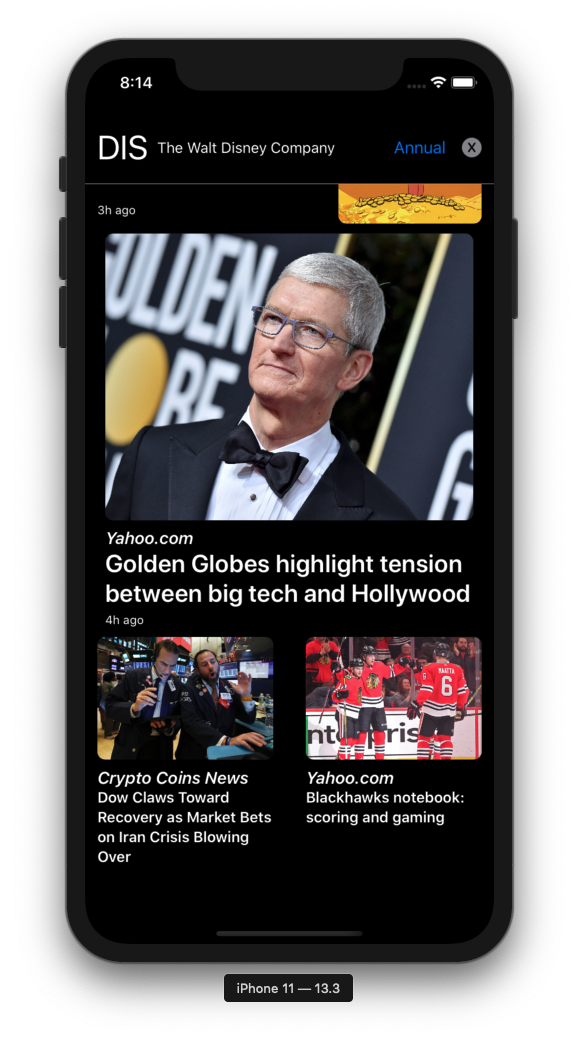 8:14
DIS The Walt Disney Company Annual X
3h ago
GOLDEN
Yahoo.com
Golden Globes highlight tension
between big tech and Hollywood
4h ago
MAATTA
6
Crypto Coins News
Dow Claws Toward
Recovery as Market Bets
on Iran Crisis Blowing
Over
Yahoo.com
Blackhawks notebook:
scoring and gaming
iPhone 11 — 13.3